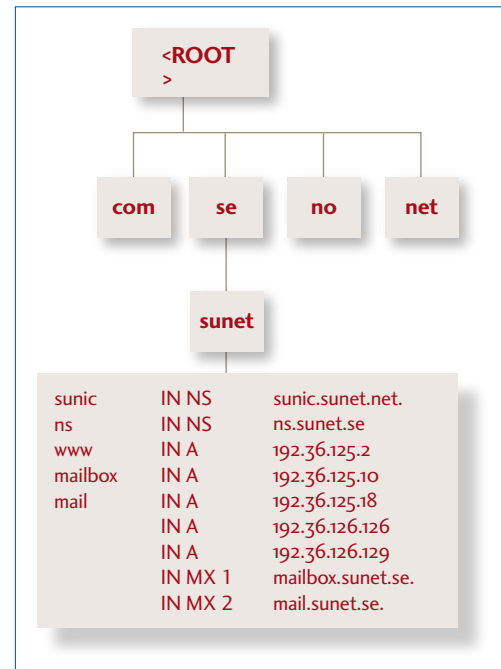 <ROOT
>
com se no net
sunet
sunic IN NS sunic.sunet.net.
ns IN NS ns.sunet.se
www IN A 192.36.125.2
mailbox IN A 192.36.125.10
mail IN A 192.36.125.18
IN A 192.36.126.126
IN A 192.36.126.129
IN MX 1 mailbox.sunet.se.
IN MX 2 mail.sunet.se.